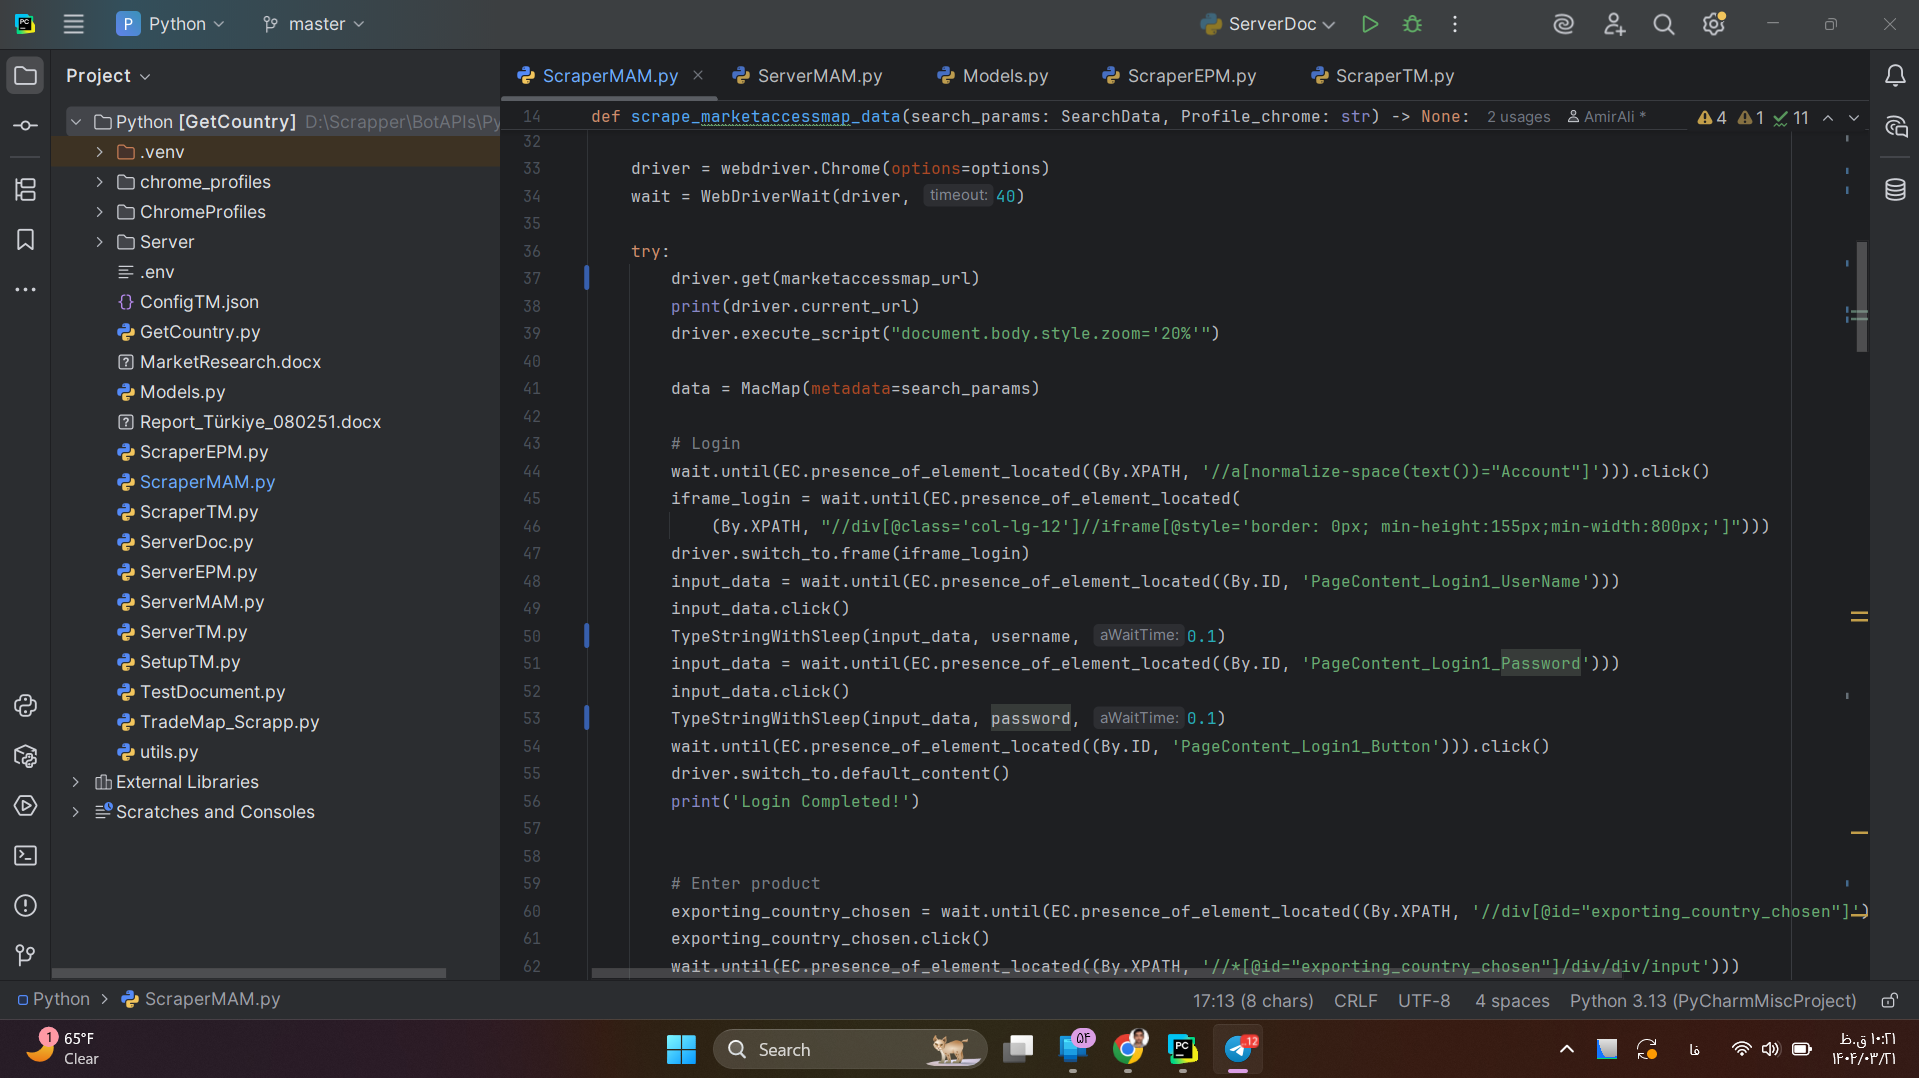 Python
master
ServerDoc
Project
ScraperMAM.py
ServerMAM.py
Models.py
ScraperEPM.py
ScraperTM.py
Python [GetCountry] D:\Scrapper\BotAPIs\Py
.venv
chrome_profiles
ChromeProfiles
Server
.env
ConfigTM.json
GetCountry.py
MarketResearch.docx
Models.py
Report_Türkiye_080251.docx
ScraperEPM.py
ScraperMAM.py
ScraperTM.py
ServerDoc.py
ServerEPM.py
ServerMAM.py
ServerTM.py
SetupTM.py
TestDocument.py
TradeMap_Scrapp.py
utils.py
External Libraries
Scratches and Consoles
14 def scrape_marketaccessmap_data(search_params: SearchData, Profile_chrome: str) -> None: 2 usages AmirAli * 4 1 11
32
33 driver = webdriver.Chrome(options=options)
34 wait = WebDriverWait(driver, timeout: 40)
35
36 try:
37 driver.get(marketaccessmap_url)
38 print(driver.current_url)
39 driver.execute_script("document.body.style.zoom='20%'")
40
41 data = MacMap(metadata=search_params)
42
43 # Login
44 wait.until(EC.presence_of_element_located((By.XPATH, '//a[normalize-space(text())="Account"]'))).click()
45 iframe_login = wait.until(EC.presence_of_element_located(
46 (By.XPATH, "//div[@class='col-lg-12']//iframe[@style='border: 0px; min-height:155px;min-width:800px;']")))
47 driver.switch_to.frame(iframe_login)
48 input_data = wait.until(EC.presence_of_element_located((By.ID, 'PageContent_Login1_UserName')))
49 input_data.click()
50 TypeStringWithSleep(input_data, username, aWaitTime: 0.1)
51 input_data = wait.until(EC.presence_of_element_located((By.ID, 'PageContent_Login1_Password')))
52 input_data.click()
53 TypeStringWithSleep(input_data, password, aWaitTime: 0.1)
54 wait.until(EC.presence_of_element_located((By.ID, 'PageContent_Login1_Button'))).click()
55 driver.switch_to.default_content()
56 print('Login Completed!')
57
58
59 # Enter product
60 exporting_country_chosen = wait.until(EC.presence_of_element_located((By.XPATH, '//div[@id="exporting_country_chosen"]')
61 exporting_country_chosen.click()
62 wait.until(EC.presence_of_element_located((By.XPATH, '//*[@id="exporting_country_chosen"]/div/div/input')))
Python > ScraperMAM.py
17:13 (8 chars) CRLF UTF-8 4 spaces Python 3.13 (PyCharmMiscProject)
1
65°F
Clear
Search
۵۴
12
فا
۱۰:۲۱ ق.ظ
۱۴۰۴/۰۳/۲۱